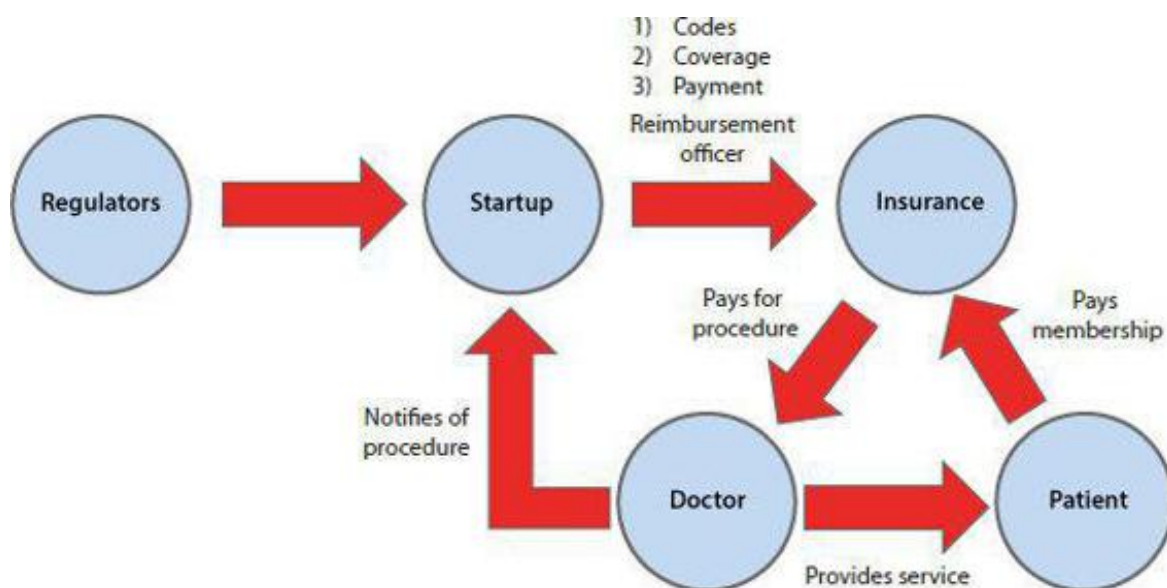 1) Codes
2) Coverage
3) Payment
Reimbursement
officer
Regulators
Startup
Insurance
Pays for
procedure
Pays
membership
Notifies of
procedure
Doctor
Patient
Provides service